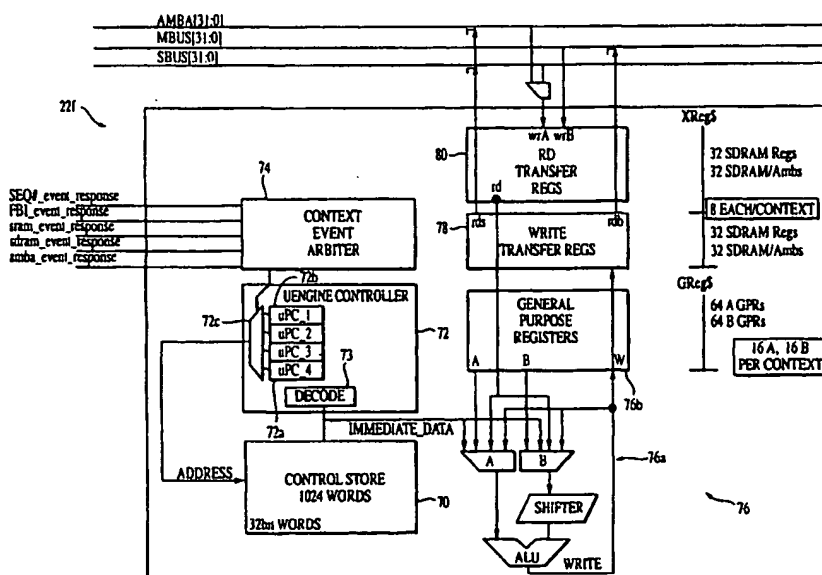 AMBA[31:0]
MBUS[31:0]
SBUS[31:0]
22f
XReg$
wrA wrB
80
RD
TRANSFER
REGS
rd
32 SDRAM Regs
32 SDRAM/Ambs
74
SEQ#_event_response
FBI_event_response
sram_event_response
sdram_event_response
amba_event_response
CONTEXT
EVENT
ARBITER
8 EACH/CONTEXT
rds
rdb
78
WRITE
TRANSFER REGS
32 SDRAM Regs
32 SDRAM/Ambs
72b
UENGINE CONTROLLER
72c
uPC_1
uPC_2
uPC_3
uPC_4
72
73
DECODE
72a
GENERAL
PURPOSE
REGISTERS
A
B
W
GReg$
64 A GPRs
64 B GPRs
16 A, 16 B
PER CONTEXT
76b
IMMEDIATE_DATA
ADDRESS
CONTROL STORE
1024 WORDS
32bit WORDS
70
A
B
76a
SHIFTER
76
ALU
WRITE